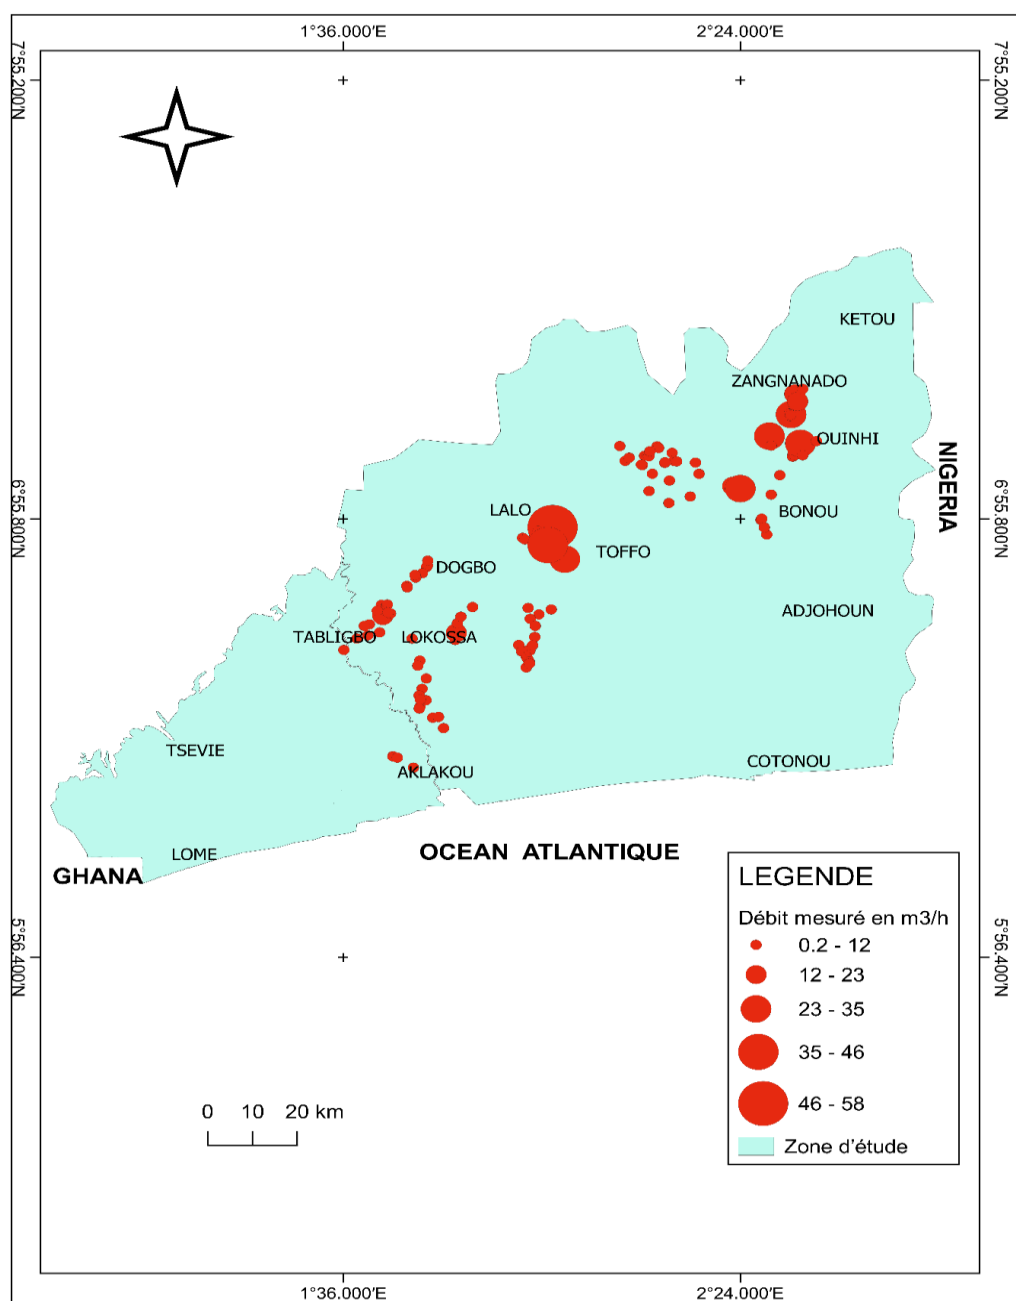 1°36.000'E
2°24.000'E
7°55.200'N
7°55.200'N
KETOU
ZANGNANADO
OUINHI
NIGERIA
LALO
BONOU
6°55.800'N
6°55.800'N
TOFFO
DOGBO
ADJOHOUN
TABLIGBO
LOKOSSA
TSEVIE
COTONOU
AKLAKOU
LOME
OCEAN ATLANTIQUE
GHANA
LEGENDE
Débit mesuré en m3/h
0.2 - 12
12 - 23
23 - 35
35 - 46
46 - 58
Zone d'étude
5°56.400'N
5°56.400'N
0 10 20 km
1°36.000'E
2°24.000'E